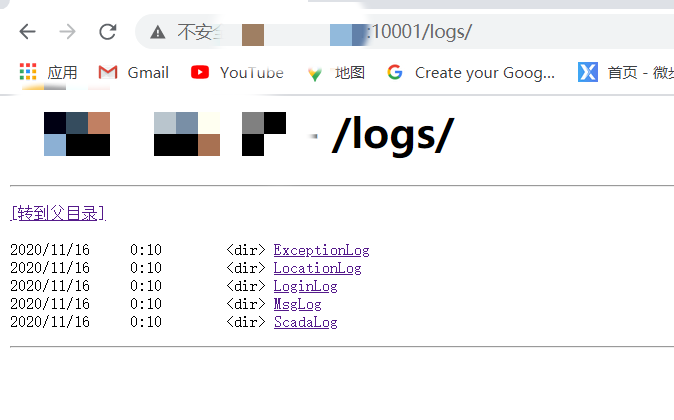 不安全
:10001/logs/
应用 Gmail YouTube 地图 Create your Goog... 首页 - 微步
- /logs/
[转到父目录]
2020/11/16 0:10 <dir> ExceptionLog
2020/11/16 0:10 <dir> LocationLog
2020/11/16 0:10 <dir> LoginLog
2020/11/16 0:10 <dir> MsgLog
2020/11/16 0:10 <dir> ScadaLog